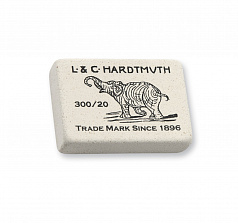 L·& C·HARDTMUTH
300/20
TRADE MARK SINCE 1896